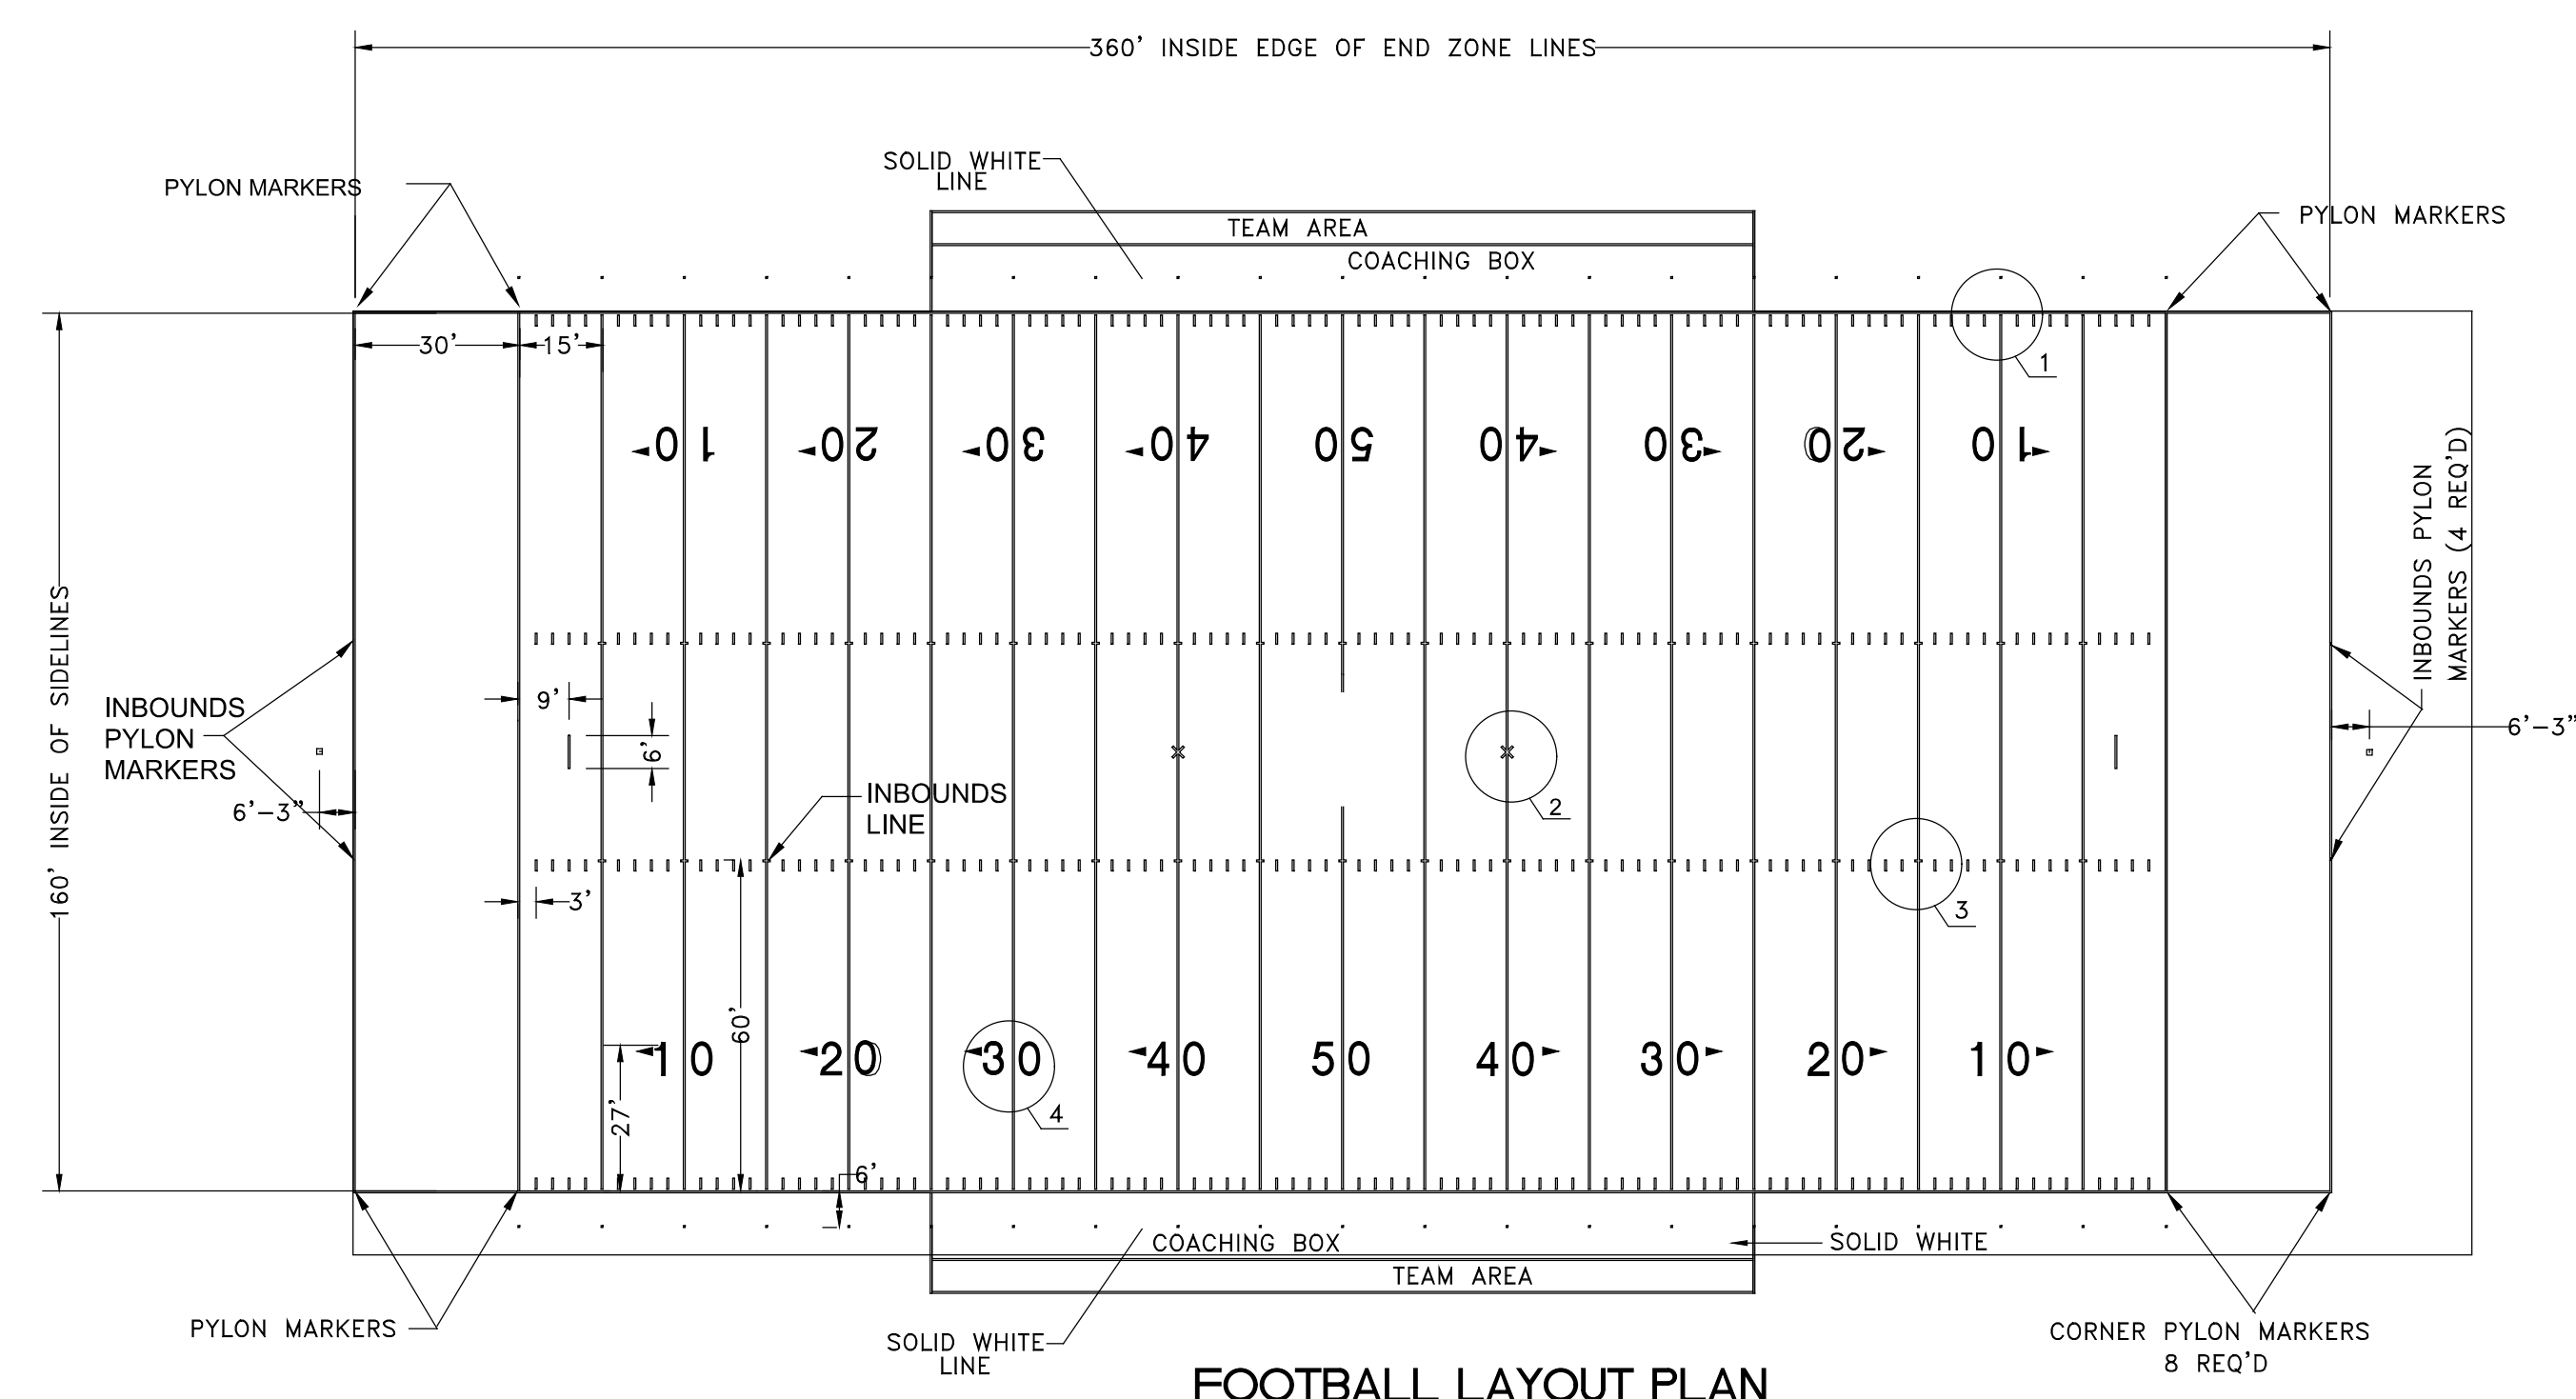 360' INSIDE EDGE OF END ZONE LINES
SOLID WHITE
LINE
PYLON MARKERS
PYLON MARKERS
TEAM AREA
COACHING BOX
30'
15'
1
10
20
30
40
50
40
30
20
10
160' INSIDE OF SIDELINES
INBOUNDS PYLON
MARKERS (4 REQ'D)
INBOUNDS
PYLON
MARKERS
9'
6'
6'-3"
6'-3"
INBOUNDS
LINE
2
3'
3
60'
27'
10
20
30
40
50
40
30
20
10
4
6'
COACHING BOX
SOLID WHITE
TEAM AREA
PYLON MARKERS
SOLID WHITE
LINE
CORNER PYLON MARKERS
8 REQ'D
FOOTBALL LAYOUT PLAN